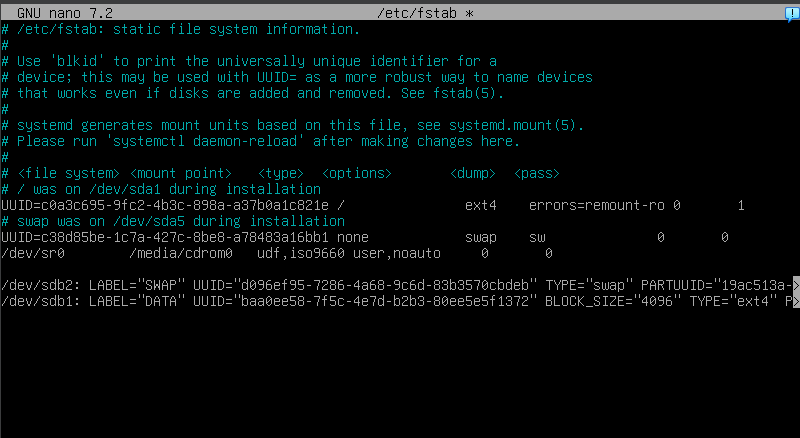 GNU nano 7.2 /etc/fstab *
# /etc/fstab: static file system information.
#
# Use 'blkid' to print the universally unique identifier for a
# device; this may be used with UUID= as a more robust way to name devices
# that works even if disks are added and removed. See fstab(5).
#
# systemd generates mount units based on this file, see systemd.mount(5).
# Please run 'systemctl daemon-reload' after making changes here.
#
# <file system> <mount point> <type> <options> <dump> <pass>
# / was on /dev/sda1 during installation
UUID=c0a3c695-9fc2-4b3c-898a-a37b0a1c821e / ext4 errors=remount-ro 0 1
# swap was on /dev/sda5 during installation
UUID=c38d85be-1c7a-427c-8be8-a78483a16bb1 none swap sw 0 0
/dev/sr0 /media/cdrom0 udf,iso9660 user,noauto 0 0
/dev/sdb2: LABEL="SWAP" UUID="d096ef95-7286-4a68-9c6d-83b3570cbdeb" TYPE="swap" PARTUUID="19ac513a->
/dev/sdb1: LABEL="DATA" UUID="baa0ee58-7f5c-4e7d-b2b3-80ee5e5f1372" BLOCK_SIZE="4096" TYPE="ext4" P>